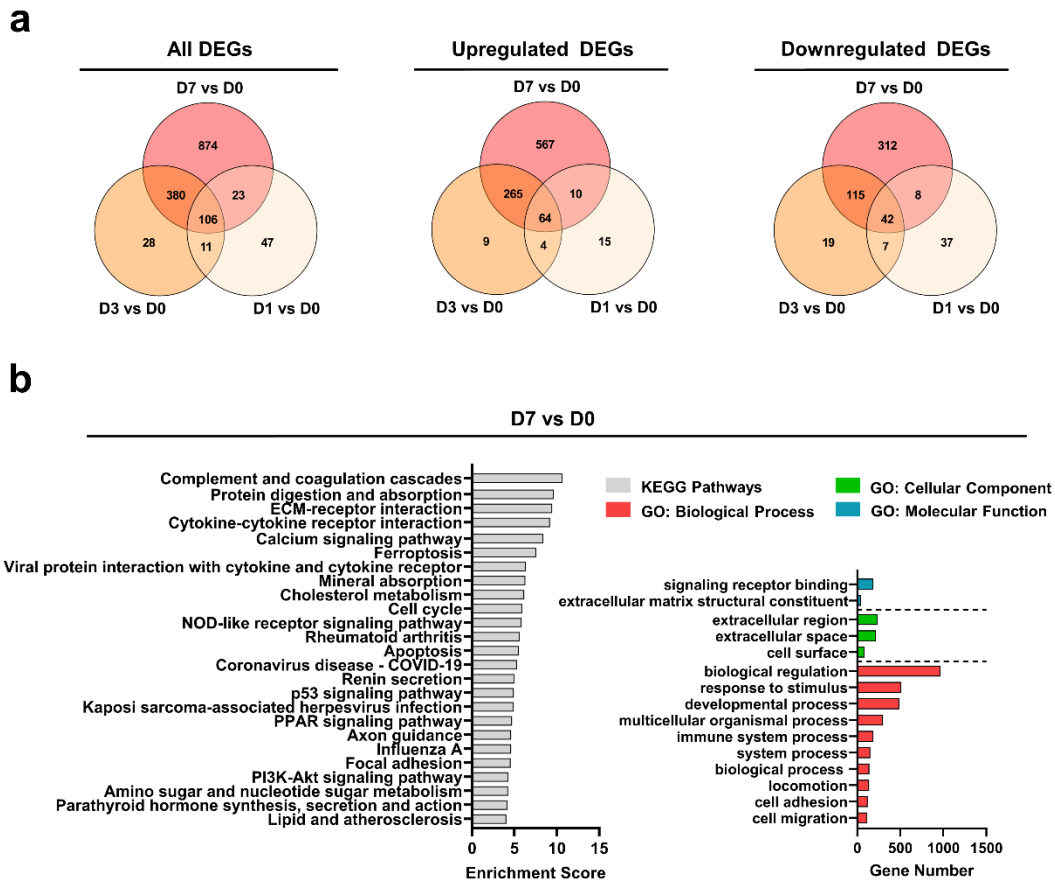 a
All DEGs
Upregulated DEGs
Downregulated DEGs
D7 vs D0
D7 vs D0
D7 vs D0
874
380
23
106
28
11
47
D3 vs D0
D1 vs D0
567
265
10
64
9
4
15
D3 vs D0
D1 vs D0
312
115
8
42
19
7
37
D3 vs D0
D1 vs D0
b
D7 vs D0
Complement and coagulation cascades
Protein digestion and absorption
ECM-receptor interaction
Cytokine-cytokine receptor interaction
Calcium signaling pathway
Ferroptosis
Viral protein interaction with cytokine and cytokine receptor
Mineral absorption
Cholesterol metabolism
Cell cycle
NOD-like receptor signaling pathway
Rheumatoid arthritis
Apoptosis
Coronavirus disease - COVID-19
Renin secretion
p53 signaling pathway
Kaposi sarcoma-associated herpesvirus infection
PPAR signaling pathway
Axon guidance
Influenza A
Focal adhesion
PI3K-Akt signaling pathway
Amino sugar and nucleotide sugar metabolism
Parathyroid hormone synthesis, secretion and action
Lipid and atherosclerosis
0 5 10 15
Enrichment Score
KEGG Pathways
GO: Biological Process
GO: Cellular Component
GO: Molecular Function
signaling receptor binding
extracellular matrix structural constituent
extracellular region
extracellular space
cell surface
biological regulation
response to stimulus
developmental process
multicellular organismal process
immune system process
system process
biological process
locomotion
cell adhesion
cell migration
0 500 1000 1500
Gene Number